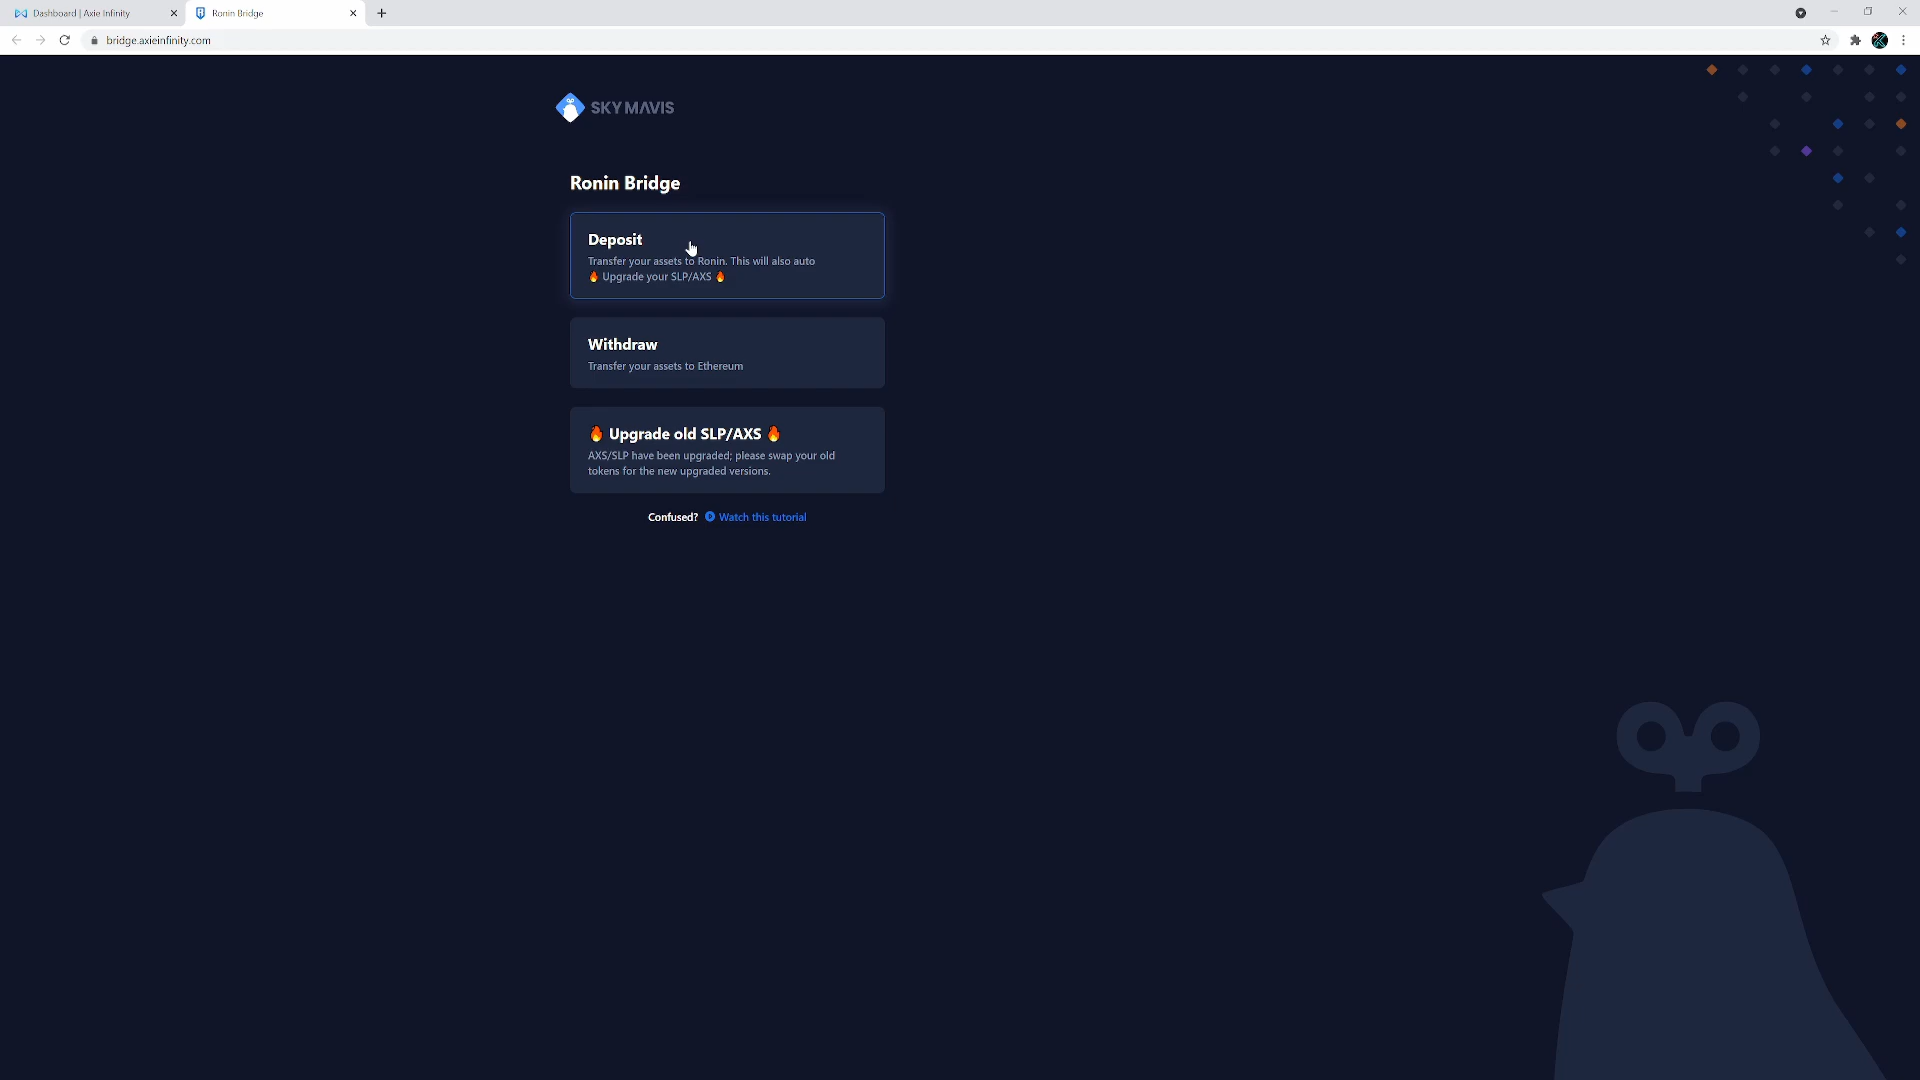 Dashboard | Axie Infinity
Ronin Bridge
bridge.axieinfinity.com
SKY MAVIS
Ronin Bridge
Deposit
Transfer your assets to Ronin. This will also auto
🔥 Upgrade your SLP/AXS 🔥
Withdraw
Transfer your assets to Ethereum
🔥 Upgrade old SLP/AXS 🔥
AXS/SLP have been upgraded; please swap your old
tokens for the new upgraded versions.
Confused? Watch this tutorial